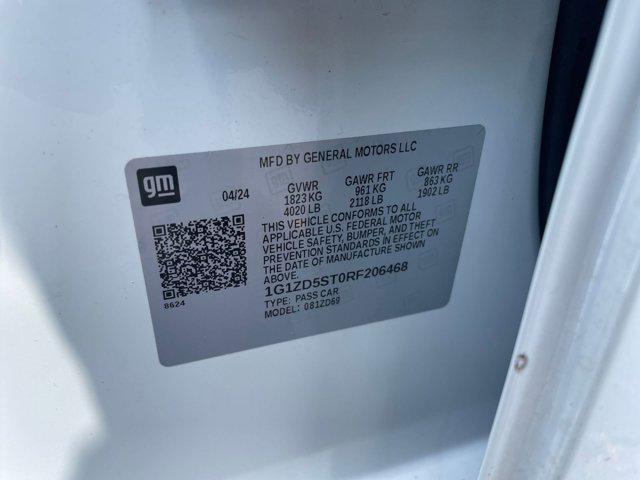 MFD BY GENERAL MOTORS LLC
gm
04/24
GVWR
1823 KG
4020 LB
GAWR FRT
961 KG
2118 LB
GAWR RR
863 KG
1902 LB
THIS VEHICLE CONFORMS TO ALL
APPLICABLE U.S. FEDERAL MOTOR
VEHICLE SAFETY, BUMPER, AND THEFT
PREVENTION STANDARDS IN EFFECT ON
THE DATE OF MANUFACTURE SHOWN
ABOVE.
1G1ZD5ST0RF206468
TYPE: PASS CAR
MODEL: 081ZD69
8624